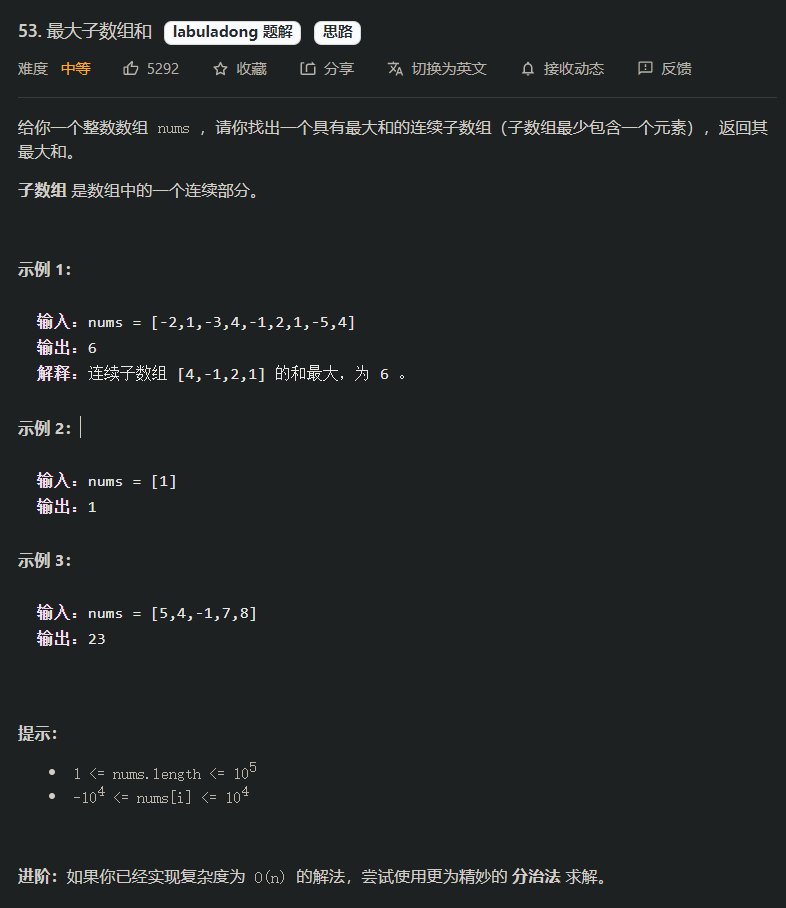 53. 最大子数组和 labuladong 题解 思路
难度 中等 5292 收藏 分享 切换为英文 接收动态 反馈
给你一个整数数组 nums ，请你找出一个具有最大和的连续子数组（子数组最少包含一个元素），返回其
最大和。
子数组 是数组中的一个连续部分。
示例 1：
输入：nums = [-2,1,-3,4,-1,2,1,-5,4]
输出：6
解释：连续子数组 [4,-1,2,1] 的和最大，为 6 。
示例 2：
输入：nums = [1]
输出：1
示例 3：
输入：nums = [5,4,-1,7,8]
输出：23
提示：
• 1 <= nums.length <= 10⁵
• -10⁴ <= nums[i] <= 10⁴
进阶：如果你已经实现复杂度为 O(n) 的解法，尝试使用更为精妙的 分治法 求解。